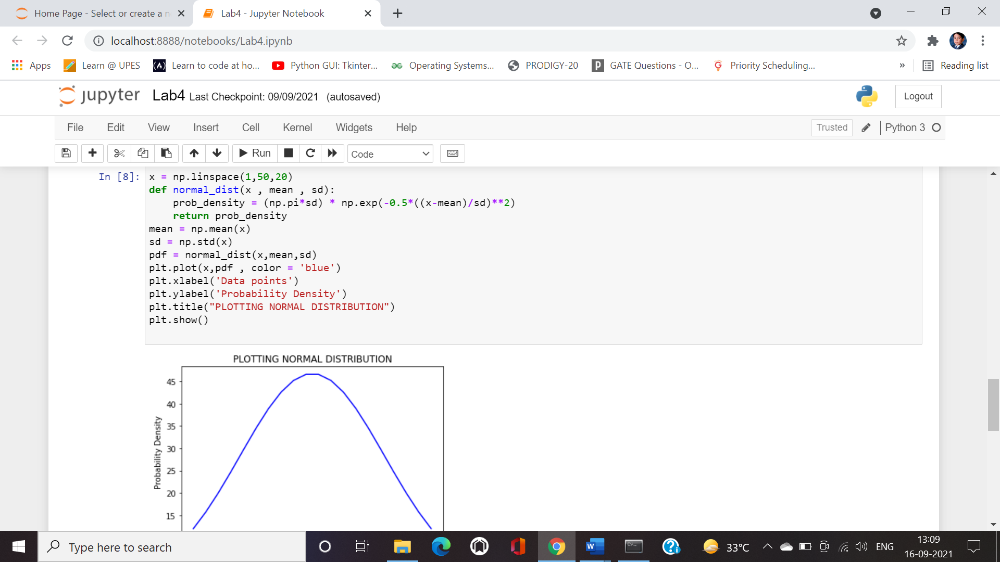 Home Page - Select or create a n
Lab4 - Jupyter Notebook
localhost:8888/notebooks/Lab4.ipynb
Apps
Learn @ UPES
Learn to code at ho...
Python GUI: Tkinter...
Operating Systems...
PRODIGY-20
GATE Questions - O...
Priority Scheduling...
»
Reading list
jupyter Lab4 Last Checkpoint: 09/09/2021 (autosaved)
Logout
File Edit View Insert Cell Kernel Widgets Help
Trusted Python 3
Run Code
In [8]: x = np.linspace(1,50,20)
def normal_dist(x , mean , sd):
    prob_density = (np.pi*sd) * np.exp(-0.5*((x-mean)/sd)**2)
    return prob_density
mean = np.mean(x)
sd = np.std(x)
pdf = normal_dist(x,mean,sd)
plt.plot(x,pdf , color = 'blue')
plt.xlabel('Data points')
plt.ylabel('Probability Density')
plt.title("PLOTTING NORMAL DISTRIBUTION")
plt.show()
PLOTTING NORMAL DISTRIBUTION
Probability Density
45
40
35
30
25
20
15
Type here to search
33°C
ENG
13:09
16-09-2021